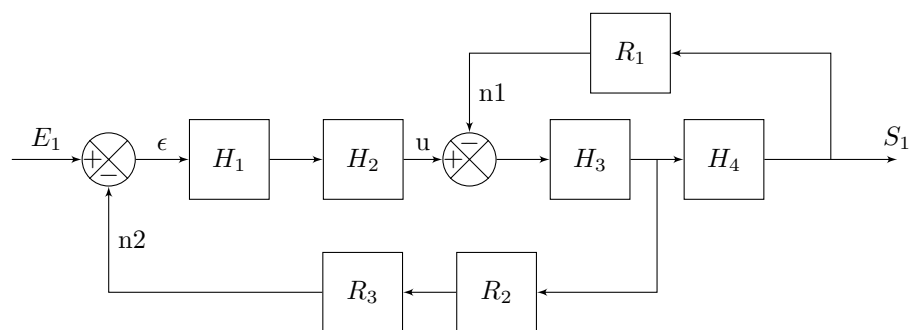 R₁
n1
E₁
ϵ
u
S₁
+
−
H₁
H₂
+
−
H₃
H₄
n2
R₃
R₂